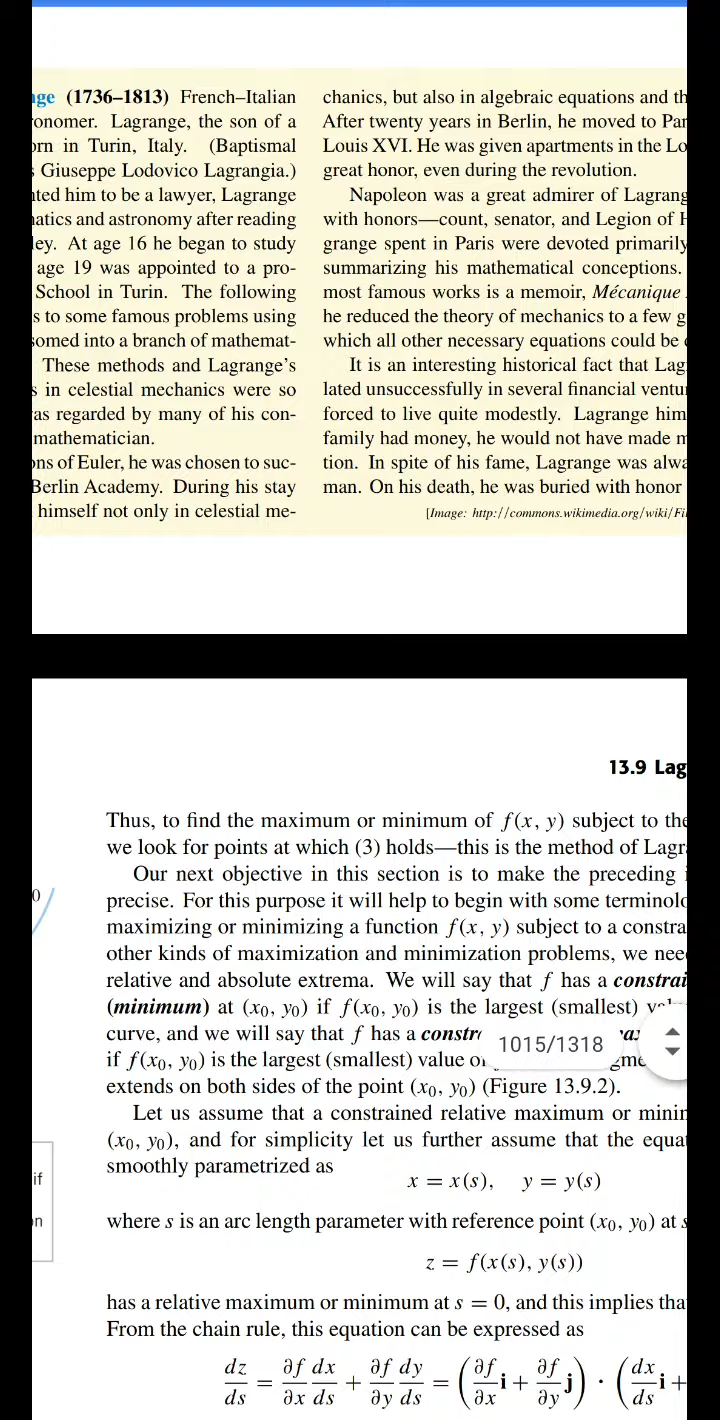 nge (1736–1813) French–Italian
onomer. Lagrange, the son of a
orn in Turin, Italy. (Baptismal
s Giuseppe Lodovico Lagrangia.)
nted him to be a lawyer, Lagrange
natics and astronomy after reading
ley. At age 16 he began to study
age 19 was appointed to a pro-
School in Turin. The following
s to some famous problems using
somed into a branch of mathemat-
These methods and Lagrange's
s in celestial mechanics were so
as regarded by many of his con-
mathematician.
ons of Euler, he was chosen to suc-
Berlin Academy. During his stay
himself not only in celestial me-
chanics, but also in algebraic equations and th
After twenty years in Berlin, he moved to Par
Louis XVI. He was given apartments in the Lo
great honor, even during the revolution.
Napoleon was a great admirer of Lagrang
with honors—count, senator, and Legion of H
grange spent in Paris were devoted primarily
summarizing his mathematical conceptions.
most famous works is a memoir, Mécanique
he reduced the theory of mechanics to a few g
which all other necessary equations could be
It is an interesting historical fact that Lag
lated unsuccessfully in several financial ventu
forced to live quite modestly. Lagrange him
family had money, he would not have made m
tion. In spite of his fame, Lagrange was alwa
man. On his death, he was buried with honor
[Image: http://commons.wikimedia.org/wiki/Fi
13.9 Lag
Thus, to find the maximum or minimum of f(x, y) subject to the
we look for points at which (3) holds—this is the method of Lagr
Our next objective in this section is to make the preceding
precise. For this purpose it will help to begin with some terminolo
maximizing or minimizing a function f(x, y) subject to a constra
other kinds of maximization and minimization problems, we nee
relative and absolute extrema. We will say that f has a constrai
(minimum) at (x₀, y₀) if f(x₀, y₀) is the largest (smallest)
curve, and we will say that f has a constr
1015/1318
if f(x₀, y₀) is the largest (smallest) value o gme
extends on both sides of the point (x₀, y₀) (Figure 13.9.2).
Let us assume that a constrained relative maximum or minin
(x₀, y₀), and for simplicity let us further assume that the equa
smoothly parametrized as
x = x(s), y = y(s)
where s is an arc length parameter with reference point (x₀, y₀) at s
z = f(x(s), y(s))
has a relative maximum or minimum at s = 0, and this implies tha
From the chain rule, this equation can be expressed as
dz/ds = ∂f/∂x dx/ds + ∂f/∂y dy/ds = (∂f/∂x i + ∂f/∂y j) · (dx/ds i +
0
if
on